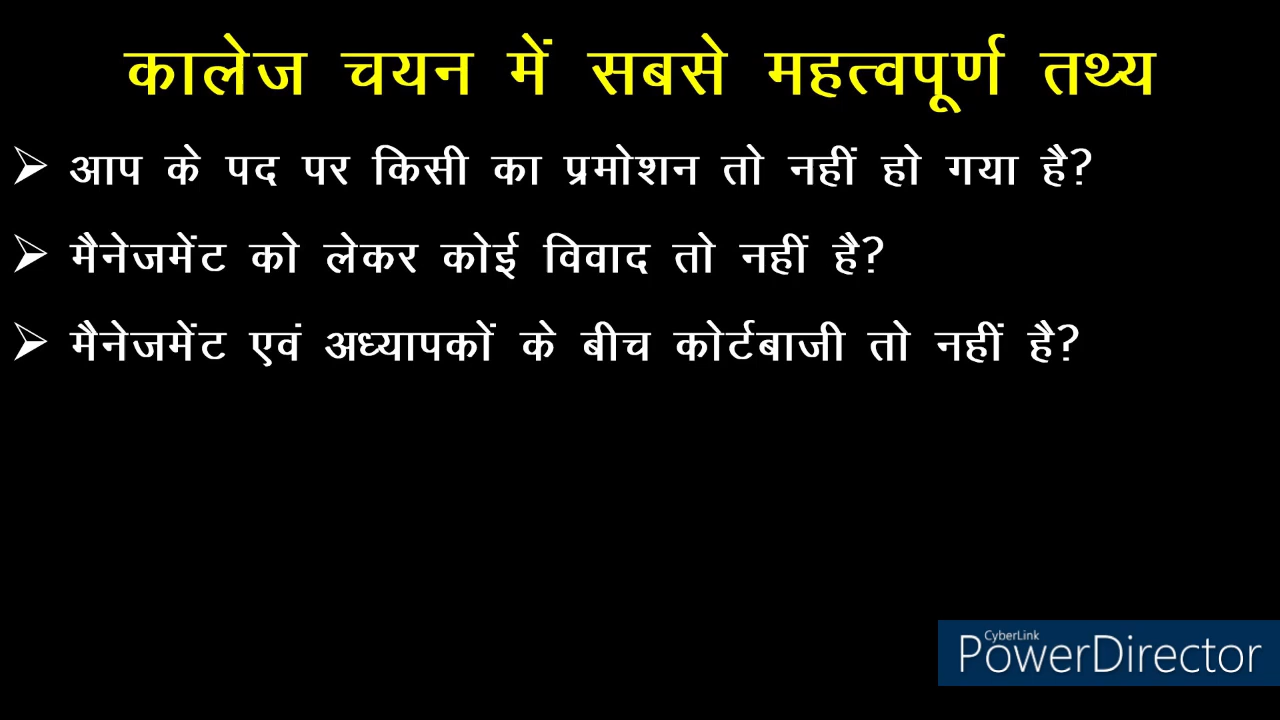 कालेज चयन में सबसे महत्वपूर्ण तथ्य
➢ आप के पद पर किसी का प्रमोशन तो नहीं हो गया है?
➢ मैनेजमेंट को लेकर कोई विवाद तो नहीं है?
➢ मैनेजमेंट एवं अध्यापकों के बीच कोर्टबाजी तो नहीं है?
CyberLink
PowerDirector